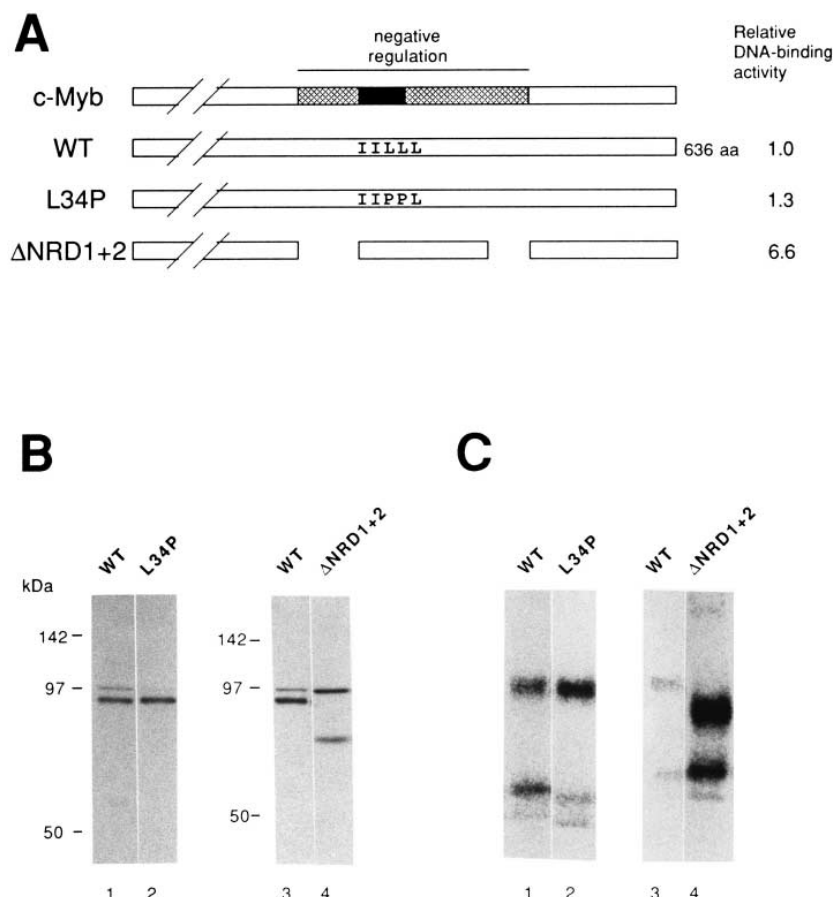 A
negative
regulation
Relative
DNA-binding
activity
c-Myb
WT IILLL 636 aa 1.0
L34P IIPPL 1.3
ΔNRD1+2 6.6
B
WT L34P WT ΔNRD1+2
kDa
142 – 142 –
97 – 97 –
50 – 50 –
1 2 3 4
C
WT L34P WT ΔNRD1+2
1 2 3 4